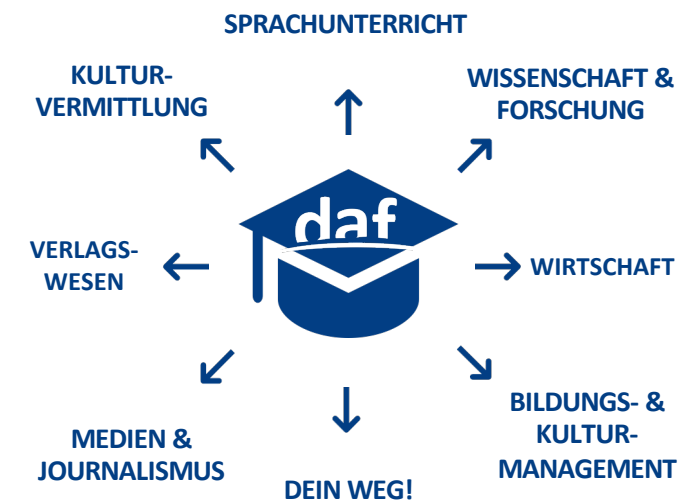 SPRACHUNTERRICHT
KULTUR-
VERMITTLUNG
WISSENSCHAFT &
FORSCHUNG
daf
VERLAGS-
WESEN
WIRTSCHAFT
MEDIEN &
JOURNALISMUS
BILDUNGS- &
KULTUR-
MANAGEMENT
DEIN WEG!